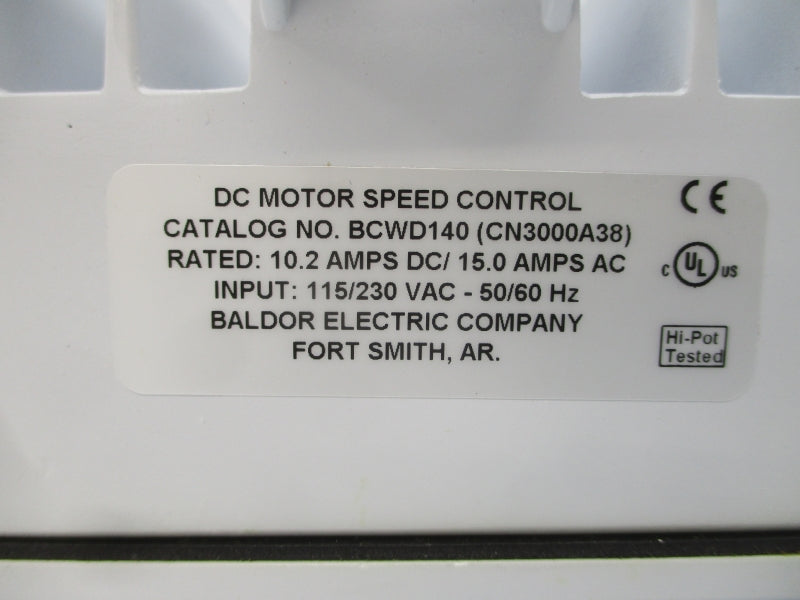 DC MOTOR SPEED CONTROL
CATALOG NO. BCWD140 (CN3000A38)
RATED: 10.2 AMPS DC/ 15.0 AMPS AC
INPUT: 115/230 VAC - 50/60 Hz
BALDOR ELECTRIC COMPANY
FORT SMITH, AR.
CE
C UL US
Hi-Pot
Tested